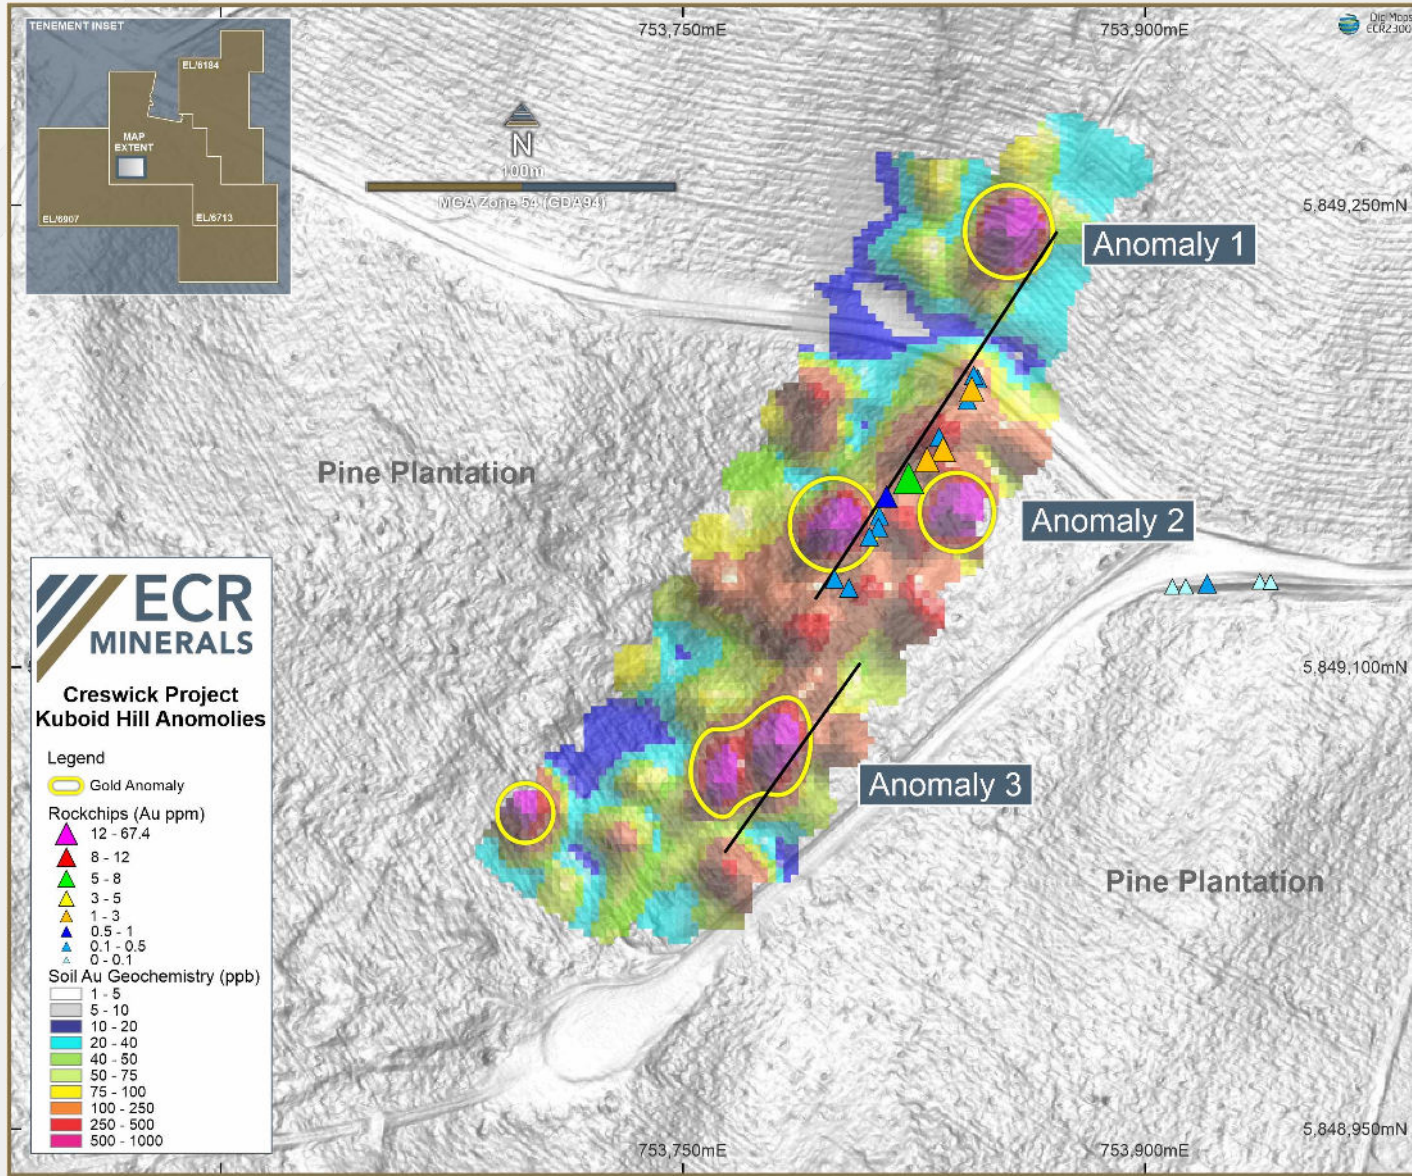 TENEMENT INSET
EL/6184
MAP
EXTENT
EL/6907
EL/6713
753,750mE
753,900mE
N
100m
MGA Zone 54 (GDA94)
5,849,250mN
Anomaly 1
Pine Plantation
Anomaly 2
5,849,100mN
Anomaly 3
Pine Plantation
ECR
MINERALS
Creswick Project
Kuboid Hill Anomolies
Legend
Gold Anomaly
Rockchips (Au ppm)
12 - 67.4
8 - 12
5 - 8
3 - 5
1 - 3
0.5 - 1
0.1 - 0.5
0 - 0.1
Soil Au Geochemistry (ppb)
1 - 5
5 - 10
10 - 20
20 - 40
40 - 50
50 - 75
75 - 100
100 - 250
250 - 500
500 - 1000
5,848,950mN
753,750mE
753,900mE